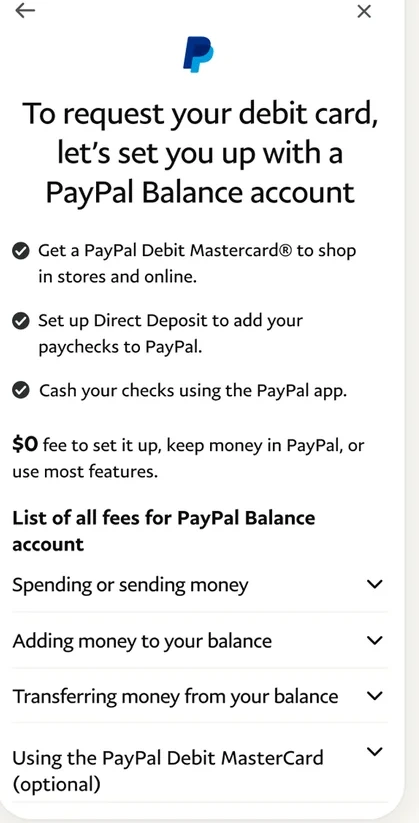 To request your debit card,
let's set you up with a
PayPal Balance account
Get a PayPal Debit Mastercard® to shop
in stores and online.
Set up Direct Deposit to add your
paychecks to PayPal.
Cash your checks using the PayPal app.
$0 fee to set it up, keep money in PayPal, or
use most features.
List of all fees for PayPal Balance
account
Spending or sending money
Adding money to your balance
Transferring money from your balance
Using the PayPal Debit MasterCard
(optional)